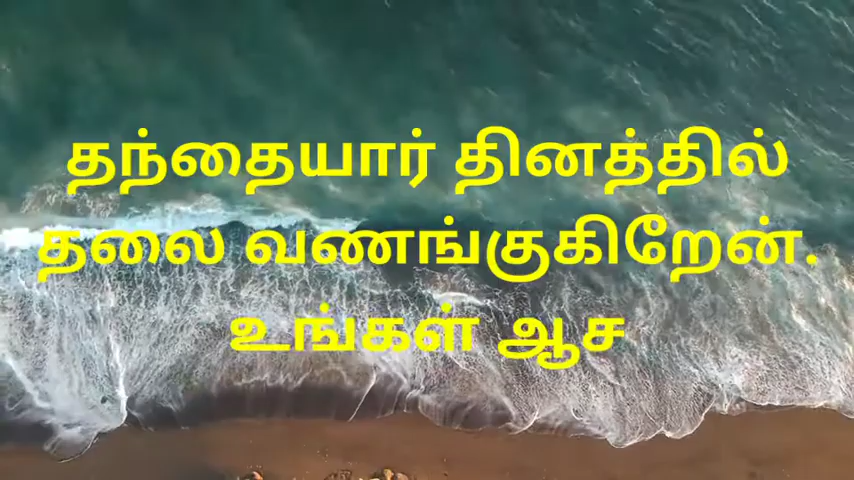 தந்தையார் தினத்தில்
தலை வணங்குகிறேன்.
உங்கள் ஆச